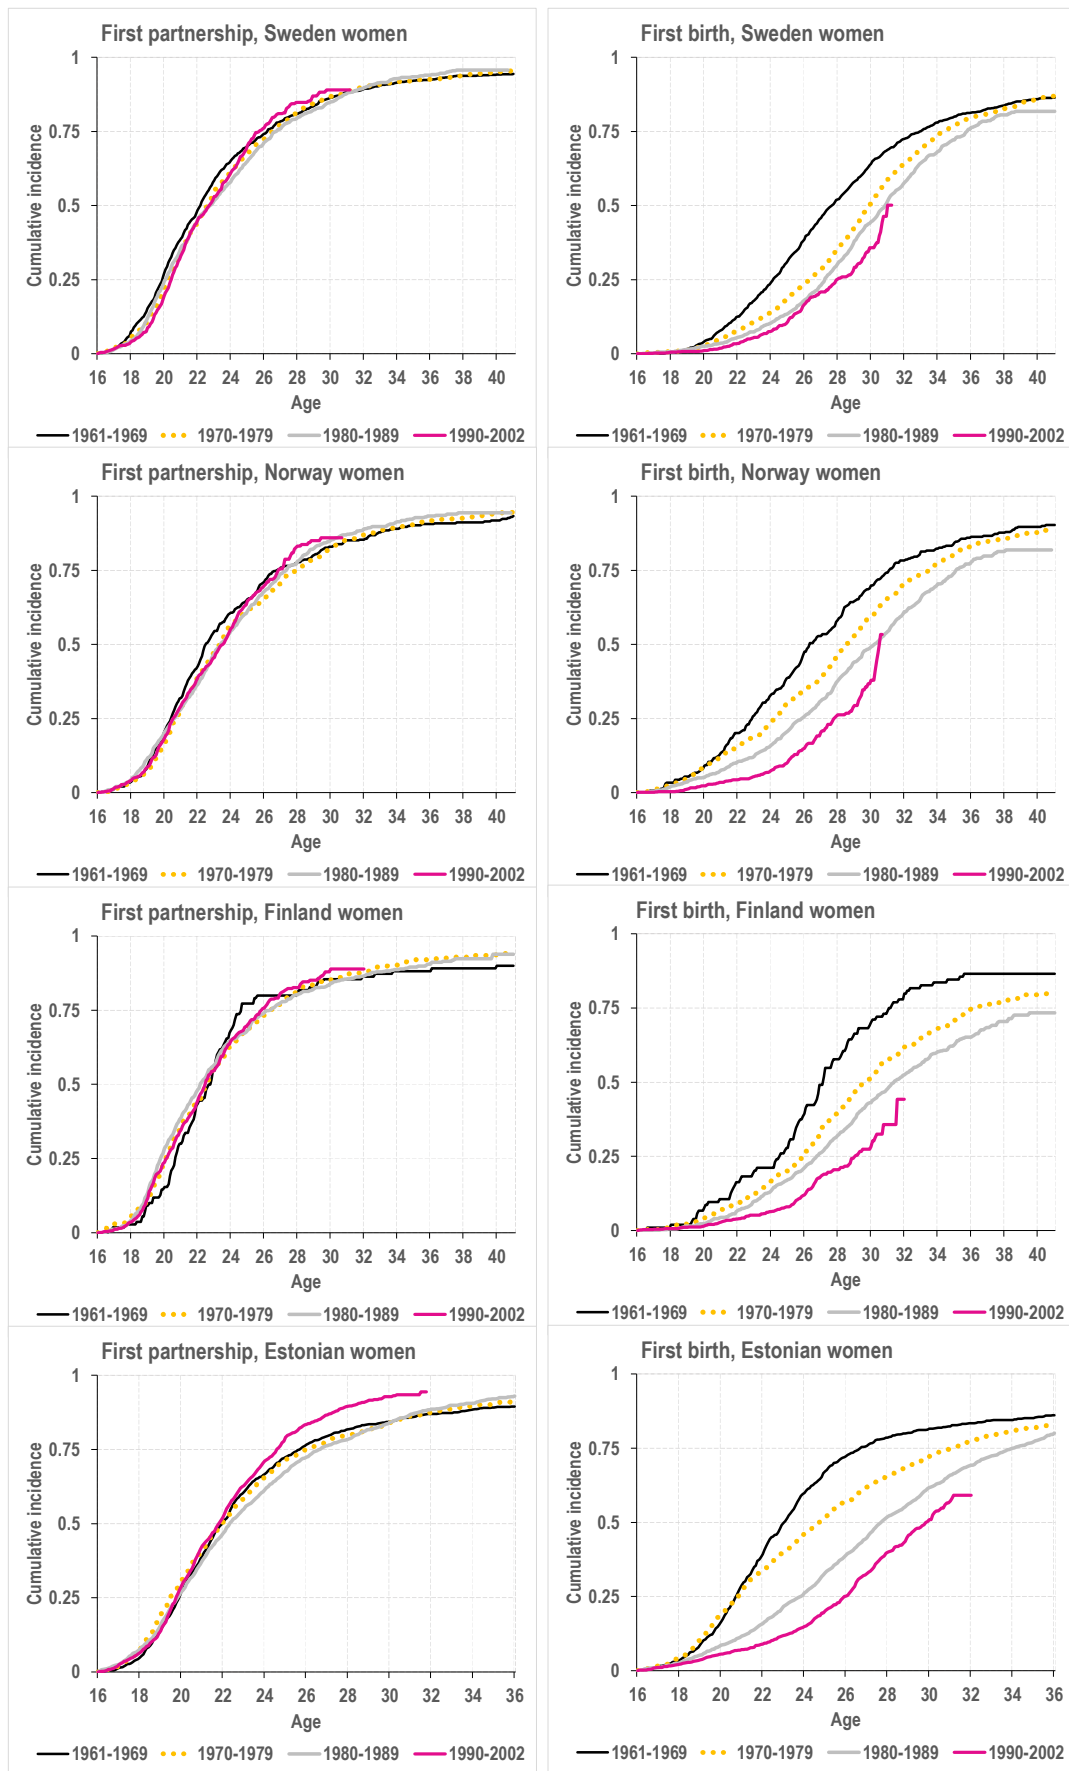 First partnership, Sweden women
Cumulative incidence
1
0.75
0.5
0.25
0
16 18 20 22 24 26 28 30 32 34 36 38 40
Age
1961-1969 1970-1979 1980-1989 1990-2002
First birth, Sweden women
Cumulative incidence
1
0.75
0.5
0.25
0
16 18 20 22 24 26 28 30 32 34 36 38 40
Age
1961-1969 1970-1979 1980-1989 1990-2002
First partnership, Norway women
Cumulative incidence
1
0.75
0.5
0.25
0
16 18 20 22 24 26 28 30 32 34 36 38 40
Age
1961-1969 1970-1979 1980-1989 1990-2002
First birth, Norway women
Cumulative incidence
1
0.75
0.5
0.25
0
16 18 20 22 24 26 28 30 32 34 36 38 40
Age
1961-1969 1970-1979 1980-1989 1990-2002
First partnership, Finland women
Cumulative incidence
1
0.75
0.5
0.25
0
16 18 20 22 24 26 28 30 32 34 36 38 40
Age
1961-1969 1970-1979 1980-1989 1990-2002
First birth, Finland women
Cumulative incidence
1
0.75
0.5
0.25
0
16 18 20 22 24 26 28 30 32 34 36 38 40
Age
1961-1969 1970-1979 1980-1989 1990-2002
First partnership, Estonian women
Cumulative incidence
1
0.75
0.5
0.25
0
16 18 20 22 24 26 28 30 32 34 36
Age
1961-1969 1970-1979 1980-1989 1990-2002
First birth, Estonian women
Cumulative incidence
1
0.75
0.5
0.25
0
16 18 20 22 24 26 28 30 32 34 36
Age
1961-1969 1970-1979 1980-1989 1990-2002